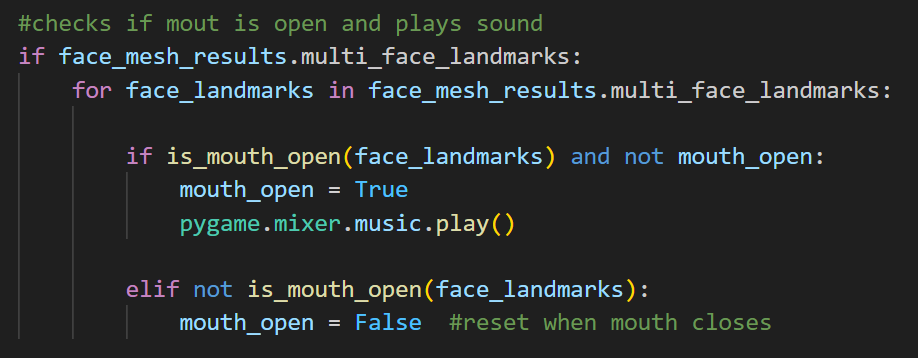 #checks if mout is open and plays sound
if face_mesh_results.multi_face_landmarks:
    for face_landmarks in face_mesh_results.multi_face_landmarks:

        if is_mouth_open(face_landmarks) and not mouth_open:
            mouth_open = True
            pygame.mixer.music.play()

        elif not is_mouth_open(face_landmarks):
            mouth_open = False  #reset when mouth closes